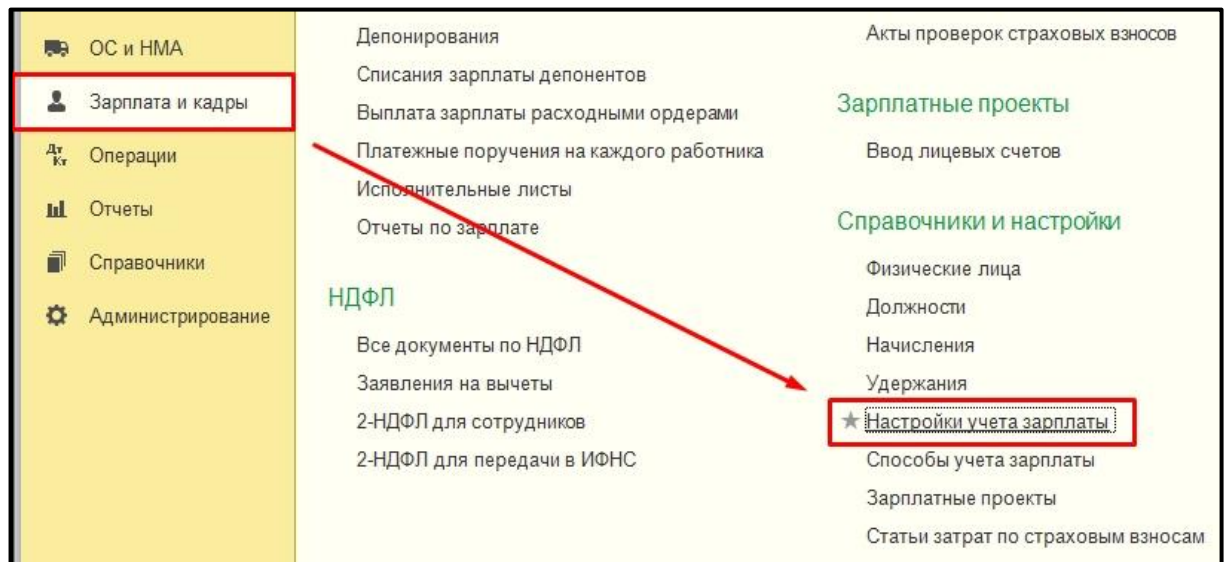 ОС и НМА
Зарплата и кадры
Дт
Кт
Операции
Отчеты
Справочники
Администрирование
Депонирования
Списания зарплаты депонентов
Выплата зарплаты расходными ордерами
Платежные поручения на каждого работника
Исполнительные листы
Отчеты по зарплате
НДФЛ
Все документы по НДФЛ
Заявления на вычеты
2-НДФЛ для сотрудников
2-НДФЛ для передачи в ИФНС
Акты проверок страховых взносов
Зарплатные проекты
Ввод лицевых счетов
Справочники и настройки
Физические лица
Должности
Начисления
Удержания
Настройки учета зарплаты
Способы учета зарплаты
Зарплатные проекты
Статьи затрат по страховым взносам